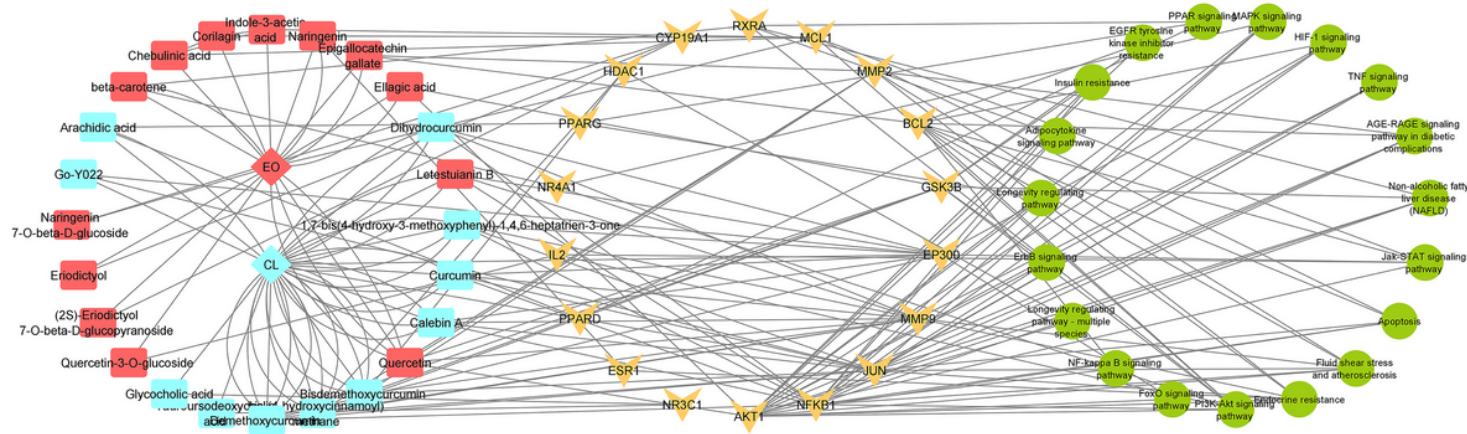 Indole-3-acetic
acid
Corilagin
Naringenin
Chebulinic acid
Epigallocatechin
gallate
beta-carotene
Ellagic acid
Arachidic acid
Dihydrocurcumin
EO
Go-Y022
Letestuianin B
Naringenin
7-O-beta-D-glucoside
1,7-bis(4-hydroxy-3-methoxyphenyl)-1,4,6-heptatrien-3-one
CL
Eriodictyol
Curcumin
(2S)-Eriodictyol
7-O-beta-D-glucopyranoside
Calebin A
Quercetin-3-O-glucoside
Quercetin
Glycocholic acid
Bisdemethoxycurcumin
acid
Demethoxycurcumin
methane
RXRA
CYP19A1
MCL1
HDAC1
MMP2
PPARG
BCL2
NR4A1
GSK3B
IL2
EP300
PPARD
MMP9
ESR1
JUN
NR3C1
NFKB1
AKT1
PPAR signaling
pathway
MAPK signaling
pathway
EGFR tyrosine
kinase inhibitor
resistance
HIF-1 signaling
pathway
Insulin resistance
TNF signaling
pathway
Adipocytokine
signaling pathway
AGE-RAGE signaling
pathway in diabetic
complications
Longevity regulating
pathway
Non-alcoholic fatty
liver disease
(NAFLD)
ErbB signaling
pathway
Jak-STAT signaling
pathway
Longevity regulating
pathway - multiple
species
Apoptosis
NF-kappa B signaling
pathway
Fluid shear stress
and atherosclerosis
FoxO signaling
pathway
PI3K-Akt signaling
pathway
Endocrine resistance